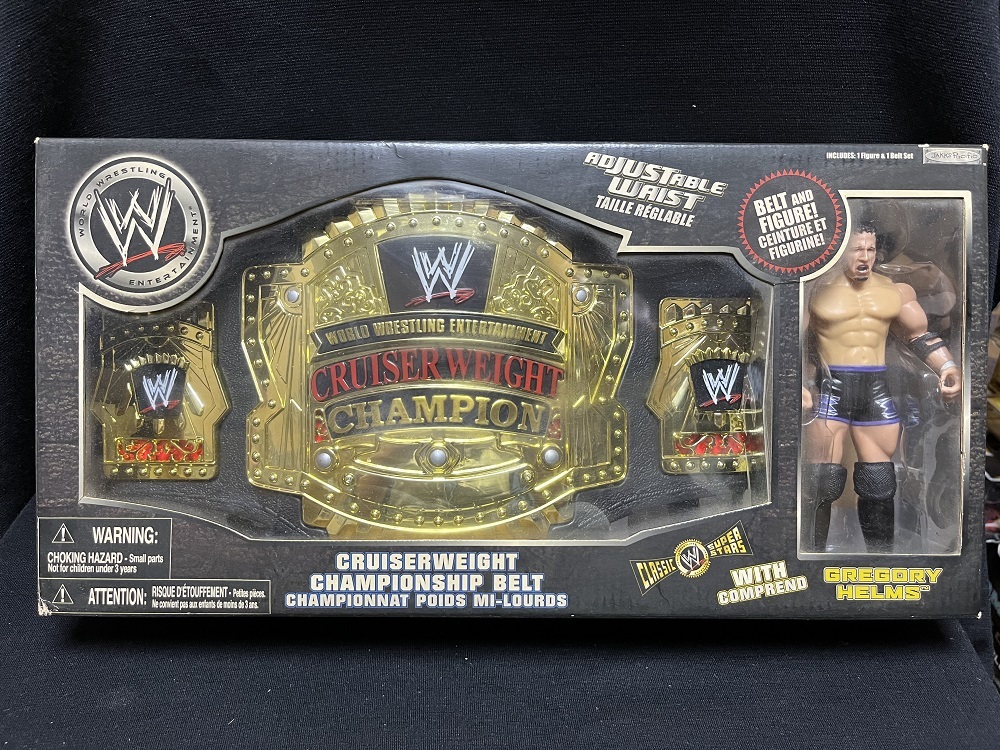 WORLD WRESTLING
ENTERTAINMENT
W
ADJUSTABLE
WAIST
TAILLE RÉGLABLE
INCLUDES: 1 Figure & 1 Belt Set
JAKKS PACIFIC
BELT AND
FIGURE!
CEINTURE ET
FIGURINE!
W
WORLD WRESTLING ENTERTAINMENT
CRUISERWEIGHT
CHAMPION
W
W
WARNING:
CHOKING HAZARD - Small parts
Not for children under 3 years
ATTENTION:
RISQUE D'ÉTOUFFEMENT - Petites pièces.
Ne convient pas aux enfants de moins de 3 ans.
CRUISERWEIGHT
CHAMPIONSHIP BELT
CHAMPIONNAT POIDS MI-LOURDS
CLASSIC W SUPER
STARS
WITH
COMPREND
GREGORY
HELMS™